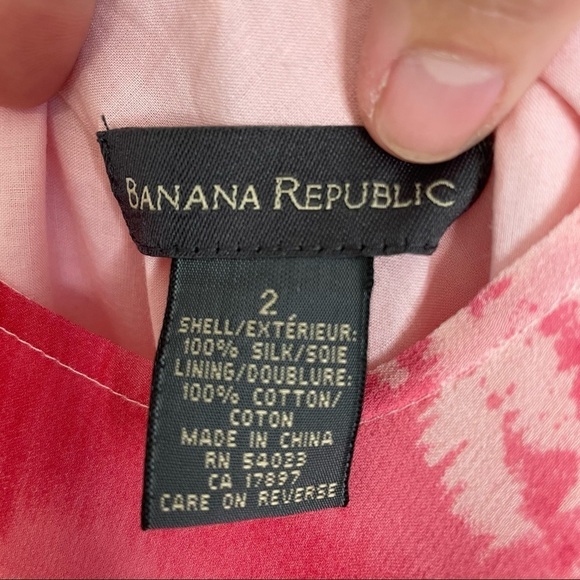 BANANA REPUBLIC
2
SHELL/EXTÉRIEUR:
100% SILK/SOIE
LINING/DOUBLURE:
100% COTTON/
COTON
MADE IN CHINA
RN 54023
CA 17897
CARE ON REVERSE